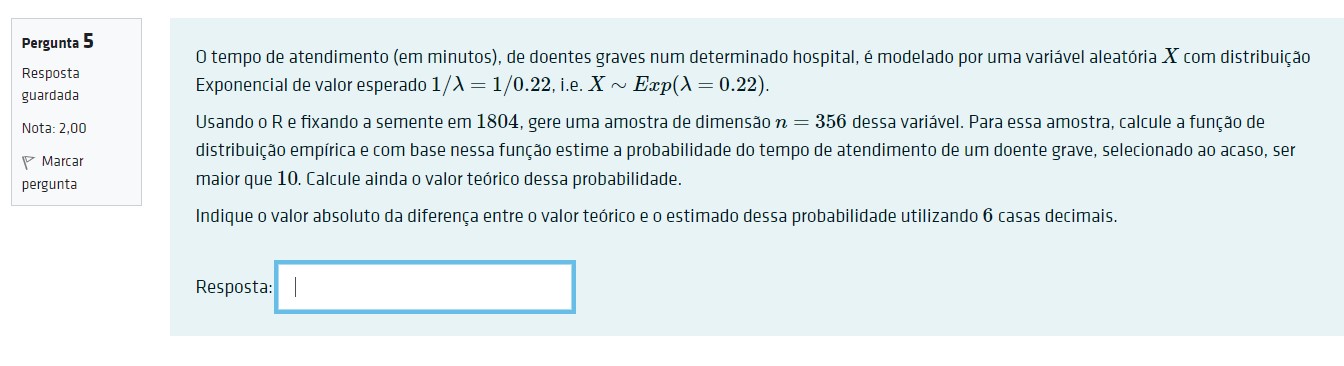 Pergunta 5
Resposta
guardada
Nota: 2,00
Marcar
pergunta
O tempo de atendimento (em minutos), de doentes graves num determinado hospital, é modelado por uma variável aleatória X com distribuição
Exponencial de valor esperado 1/λ = 1/0.22, i.e. X ∼ Exp(λ = 0.22).
Usando o R e fixando a semente em 1804, gere uma amostra de dimensão n = 356 dessa variável. Para essa amostra, calcule a função de
distribuição empírica e com base nessa função estime a probabilidade do tempo de atendimento de um doente grave, selecionado ao acaso, ser
maior que 10. Calcule ainda o valor teórico dessa probabilidade.
Indique o valor absoluto da diferença entre o valor teórico e o estimado dessa probabilidade utilizando 6 casas decimais.
Resposta: